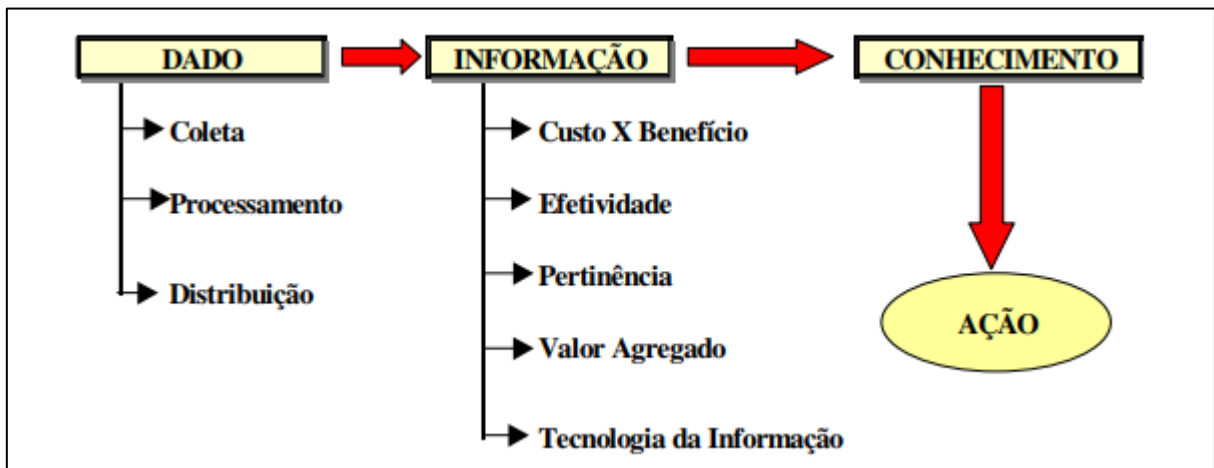 DADO
INFORMAÇÃO
CONHECIMENTO
Coleta
Processamento
Distribuição
Custo X Benefício
Efetividade
Pertinência
Valor Agregado
Tecnologia da Informação
AÇÃO